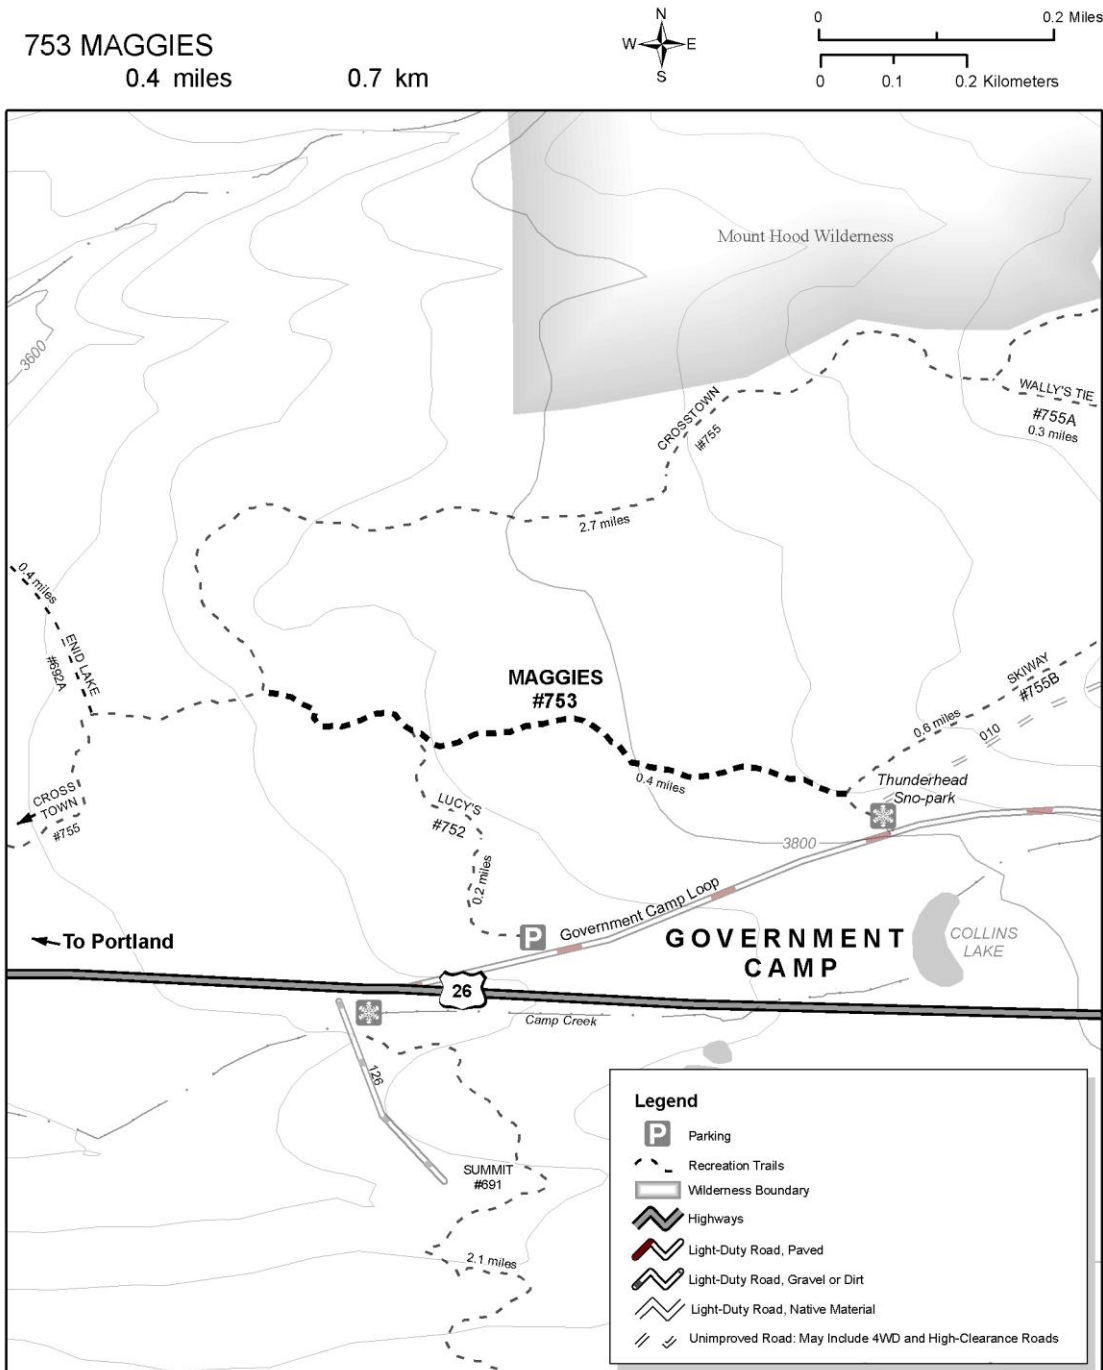 753 MAGGIES
0.4 miles 0.7 km
N
W E
S
0 0.2 Miles
0 0.1 0.2 Kilometers
Mount Hood Wilderness
3600
CROSSTOWN
#755
WALLY'S TIE
#755A
0.3 miles
2.7 miles
0.4 miles
ENID LAKE
#692A
MAGGIES
#753
SKIWAY
#755B
0.6 miles
010
0.4 miles
Thunderhead
Sno-park
CROSS
TOWN
#755
LUCY'S
#752
0.2 miles
3800
Government Camp Loop
P
To Portland
GOVERNMENT
CAMP
COLLINS
LAKE
26
Camp Creek
126
SUMMIT
#691
2.1 miles
Legend
P Parking
Recreation Trails
Wilderness Boundary
Highways
Light-Duty Road, Paved
Light-Duty Road, Gravel or Dirt
Light-Duty Road, Native Material
Unimproved Road: May Include 4WD and High-Clearance Roads